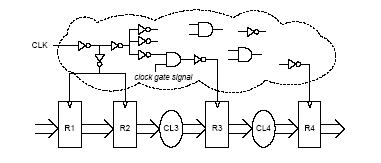 CLK
clock gate signal
R1
R2
CL3
R3
CL4
R4